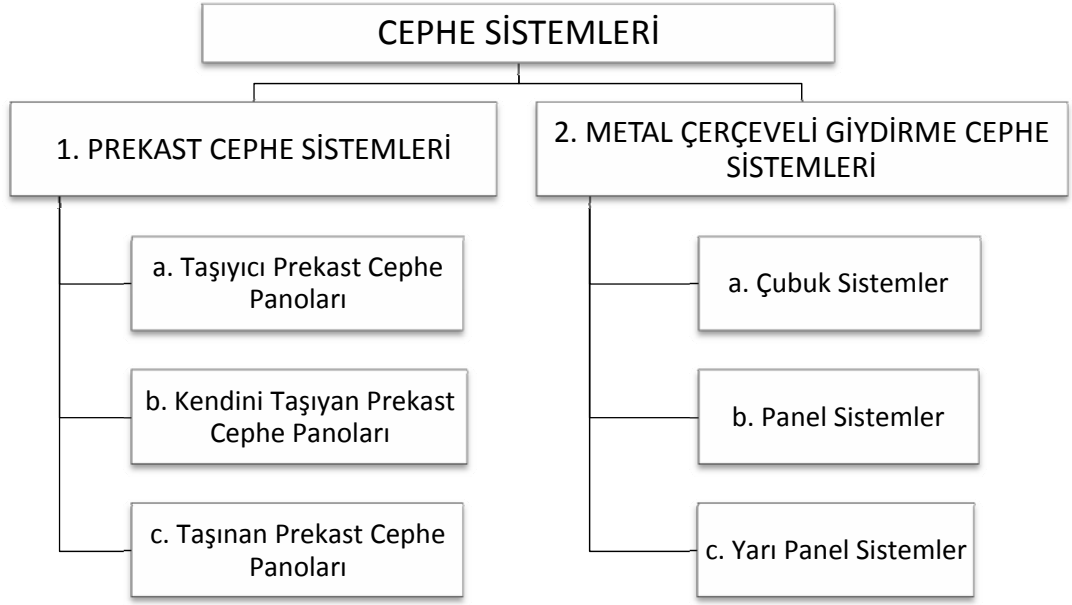 CEPHE SİSTEMLERİ
1. PREKAST CEPHE SİSTEMLERİ
a. Taşıyıcı Prekast Cephe
Panoları
b. Kendini Taşıyan Prekast
Cephe Panoları
c. Taşınan Prekast Cephe
Panoları
2. METAL ÇERÇEVELİ GİYDİRME CEPHE
SİSTEMLERİ
a. Çubuk Sistemler
b. Panel Sistemler
c. Yarı Panel Sistemler